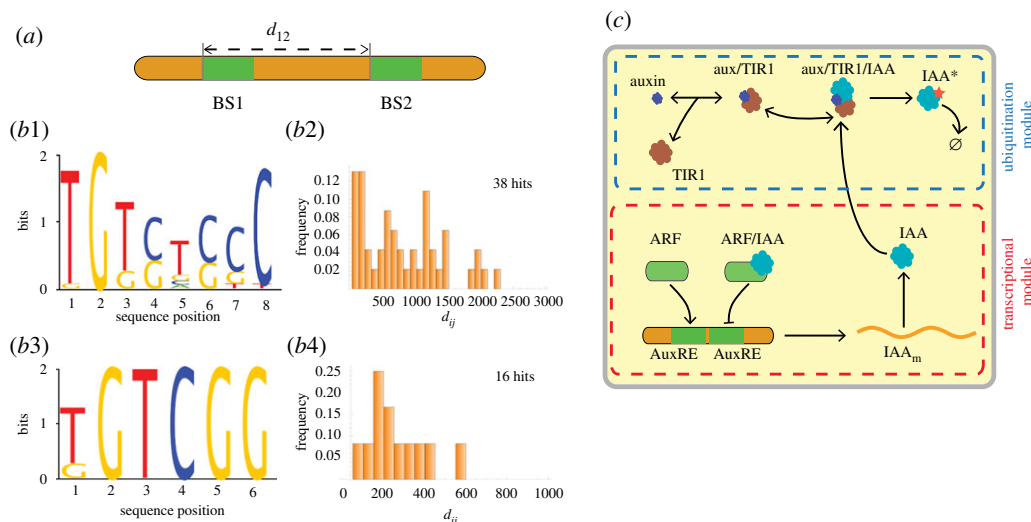 (a)
d12
BS1 BS2
(b1)
2
1
0
bits
T G T C T C C C
G G G G
1 2 3 4 5 6 7 8
sequence position
(b2)
38 hits
frequency
0.12
0.10
0.08
0.06
0.04
0.02
500 1000 1500 2000 2500 3000
dij
(b3)
2
1
0
bits
T G T C G G
G
1 2 3 4 5 6
sequence position
(b4)
16 hits
frequency
0.25
0.20
0.15
0.10
0.05
0 200 400 600 800 1000
dij
(c)
auxin aux/TIR1 aux/TIR1/IAA IAA*
TIR1 ∅
ubiquitination
module
ARF ARF/IAA IAA
AuxRE AuxRE IAAm
transcriptional
module